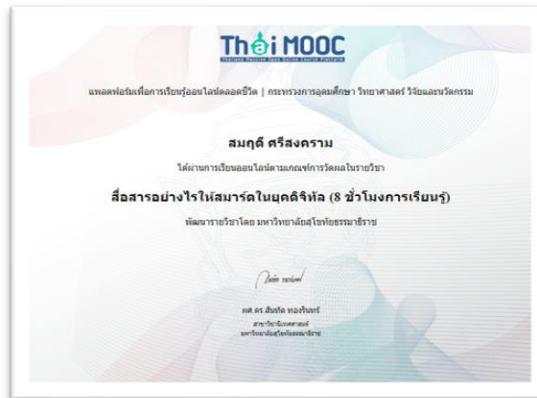 Thai MOOC
Thailand Massive Open Online Course Platform
แพลตฟอร์มเพื่อการเรียนรู้ออนไลน์ตลอดชีวิต | กระทรวงการอุดมศึกษา วิทยาศาสตร์ วิจัยและนวัตกรรม
สมฤดี ศรีสงคราม
ได้ผ่านการเรียนออนไลน์ตามเกณฑ์การวัดผลในรายวิชา
สื่อสารอย่างไรให้สมาร์ตในยุคดิจิทัล (8 ชั่วโมงการเรียนรู้)
พัฒนารายวิชาโดย มหาวิทยาลัยสุโขทัยธรรมาธิราช
ผศ.ดร.สันทัด ทองรินทร์
สาขาวิชานิเทศศาสตร์
มหาวิทยาลัยสุโขทัยธรรมาธิราช